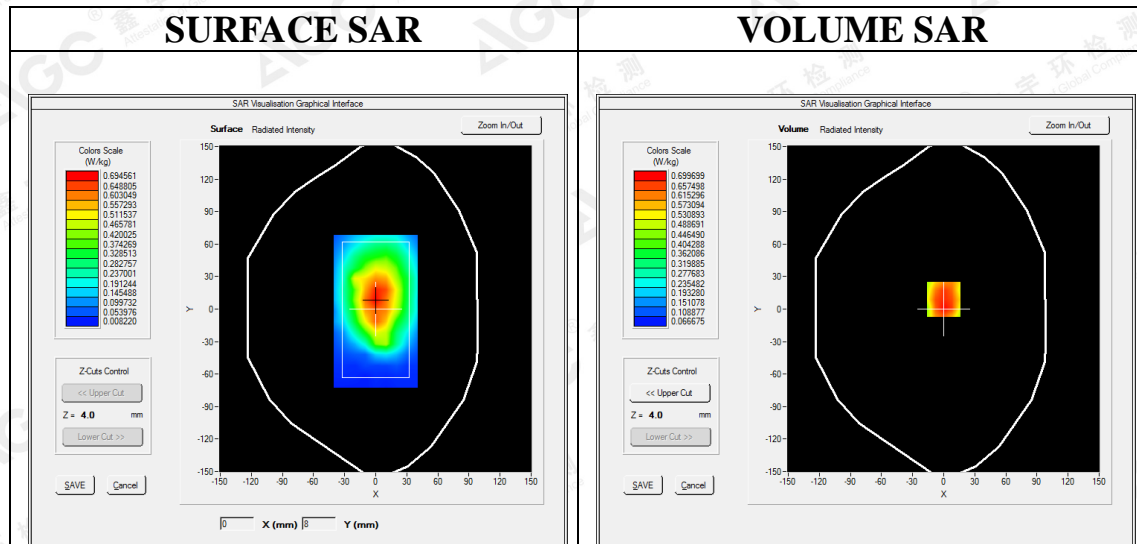 SURFACE SAR
VOLUME SAR
SAR Visualisation Graphical Interface
Surface Radiated Intensity
Zoom In/Out
Colors Scale
(W/kg)
0.694561
0.648805
0.603049
0.557293
0.511537
0.465781
0.420025
0.374269
0.328513
0.282757
0.237001
0.191244
0.145488
0.099732
0.053976
0.008220
150
120
90
60
30
0
-30
-60
-90
-120
-150
Y
-150 -120 -90 -60 -30 0 30 60 90 120 150
X
Z-Cuts Control
<< Upper Cut
Z = 4.0 mm
Lower Cut >>
SAVE Cancel
0 X (mm) 8 Y (mm)
SAR Visualisation Graphical Interface
Volume Radiated Intensity
Zoom In/Out
Colors Scale
(W/kg)
0.699699
0.657498
0.615296
0.573094
0.530893
0.488691
0.446490
0.404288
0.362086
0.319885
0.277683
0.235482
0.193280
0.151078
0.108877
0.066675
150
120
90
60
30
0
-30
-60
-90
-120
-150
Y
-150 -120 -90 -60 -30 0 30 60 90 120 150
X
Z-Cuts Control
<< Upper Cut
Z = 4.0 mm
Lower Cut >>
SAVE Cancel